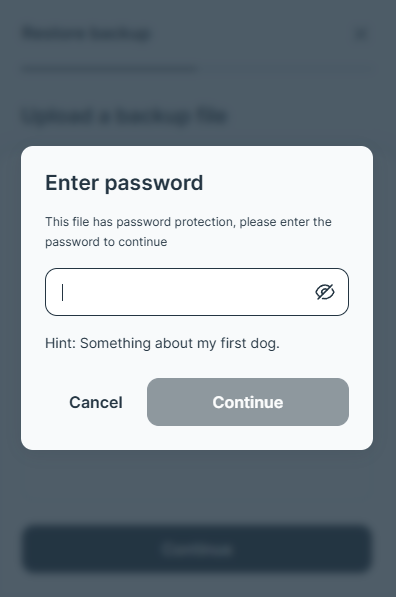 Restore backup
Upload a backup file
Enter password
This file has password protection, please enter the
password to continue
Hint: Something about my first dog.
Cancel
Continue
Continue